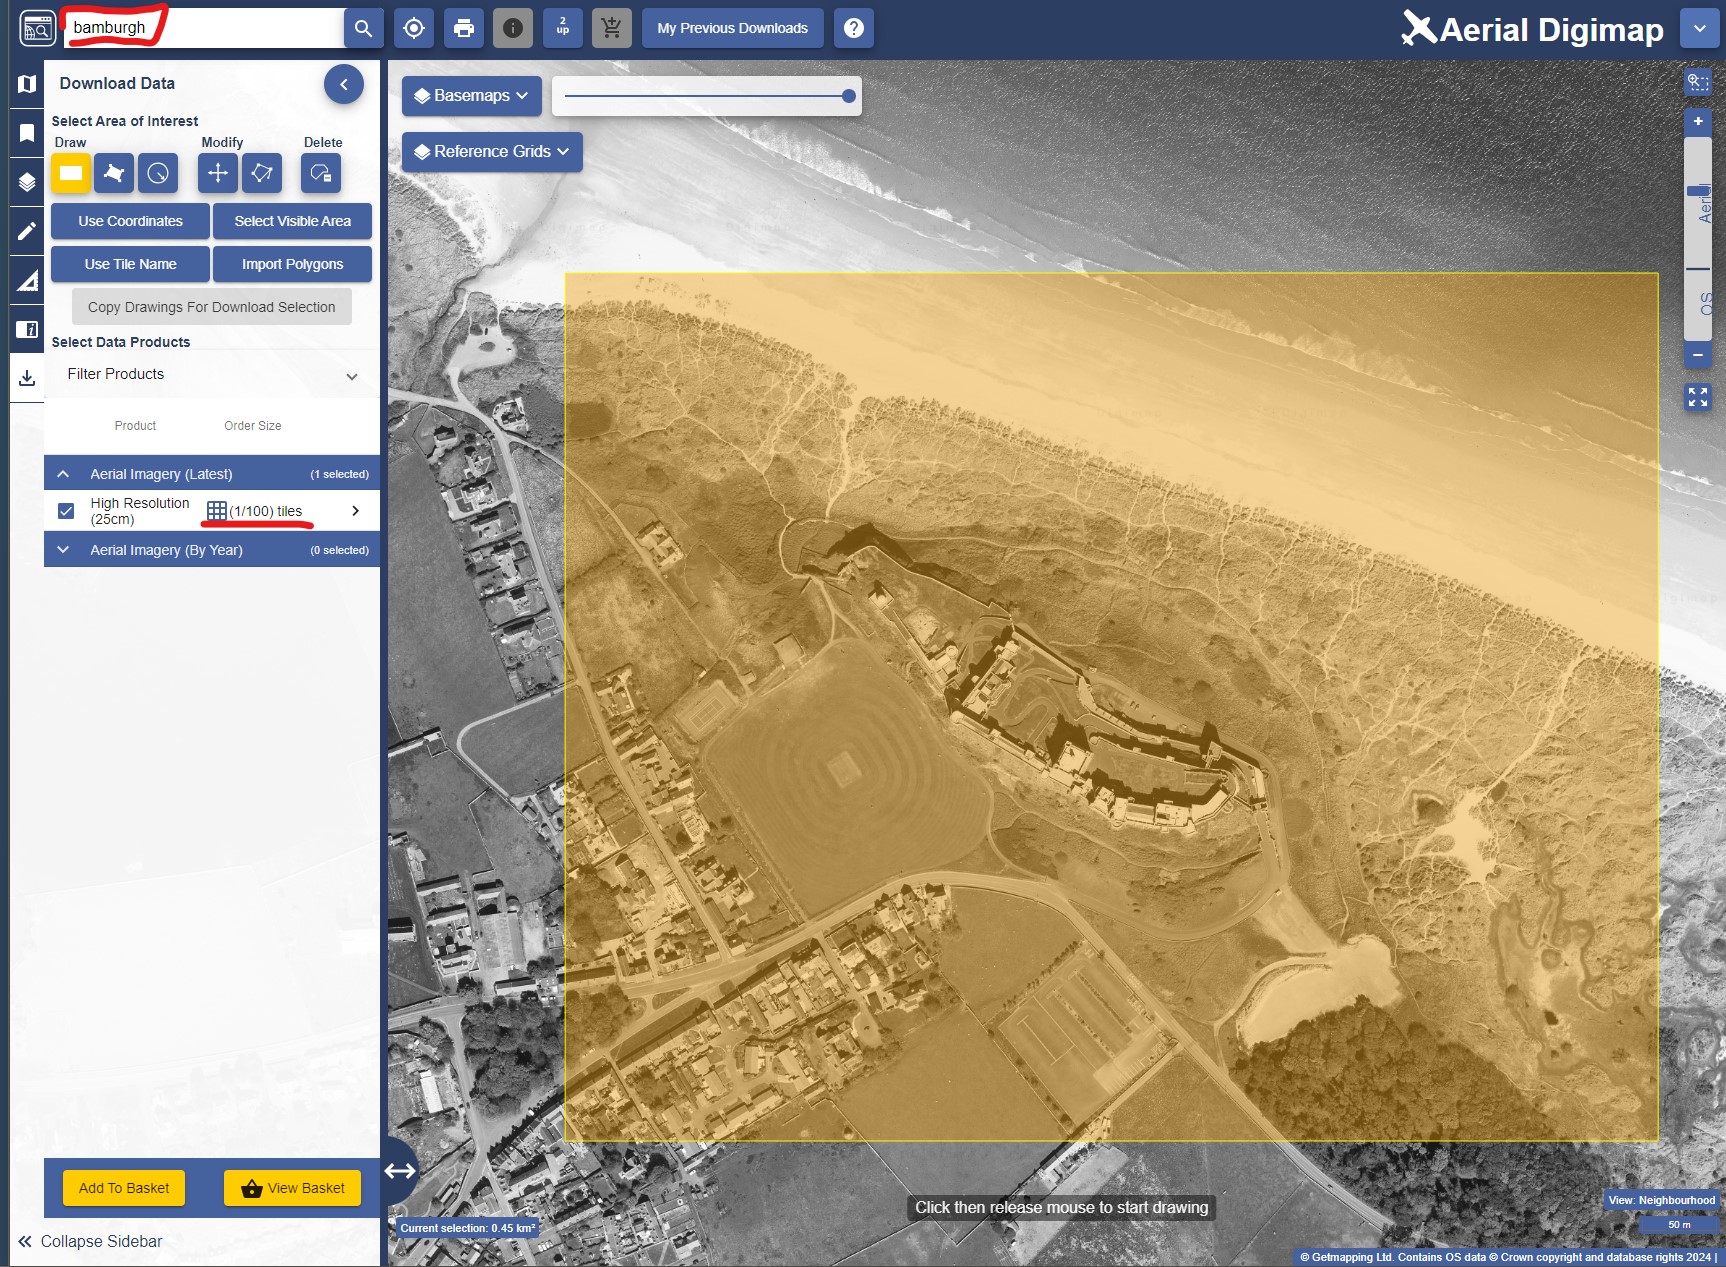 bamburgh
2
up
My Previous Downloads
Aerial Digimap
Download Data
Select Area of Interest
Draw
Modify
Delete
Use Coordinates
Select Visible Area
Use Tile Name
Import Polygons
Copy Drawings For Download Selection
Select Data Products
Filter Products
Product
Order Size
Aerial Imagery (Latest)
(1 selected)
High Resolution
(25cm)
(1/100) tiles
Aerial Imagery (By Year)
(0 selected)
Add To Basket
View Basket
Collapse Sidebar
Basemaps
Reference Grids
+
Aerial
OS
−
Click then release mouse to start drawing
Current selection: 0.45 km²
View: Neighbourhood
50 m
© Getmapping Ltd. Contains OS data © Crown copyright and database rights 2024 |